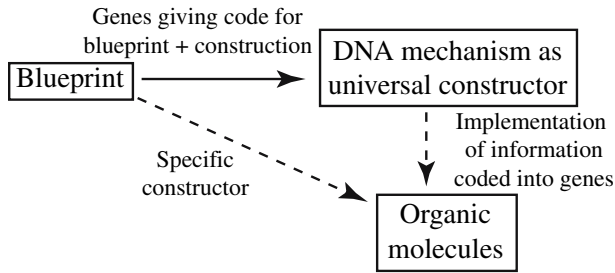 Genes giving code for
blueprint + construction
Blueprint
DNA mechanism as
universal constructor
Specific
constructor
Implementation
of information
coded into genes
Organic
molecules